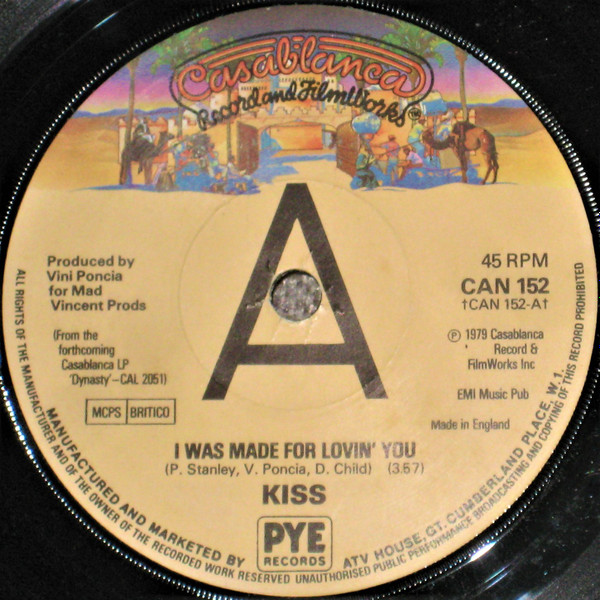 Casablanca
Record and FilmWorks
TM
A
Produced by
Vini Poncia
for Mad
Vincent Prods
(From the
forthcoming
Casablanca LP
'Dynasty'–CAL 2051)
MCPS BRITICO
45 RPM
CAN 152
†CAN 152-A†
℗ 1979 Casablanca
Record &
FilmWorks Inc
EMI Music Pub
Made in England
I WAS MADE FOR LOVIN' YOU
(P. Stanley, V. Poncia, D. Child) (3.57)
KISS
PYE
RECORDS
MANUFACTURED AND MARKETED BY
ATV HOUSE, GT. CUMBERLAND PLACE, W.1.
ALL RIGHTS OF THE MANUFACTURER AND OF THE OWNER OF THE RECORDED WORK RESERVED UNAUTHORISED PUBLIC PERFORMANCE BROADCASTING AND COPYING OF THIS RECORD PROHIBITED